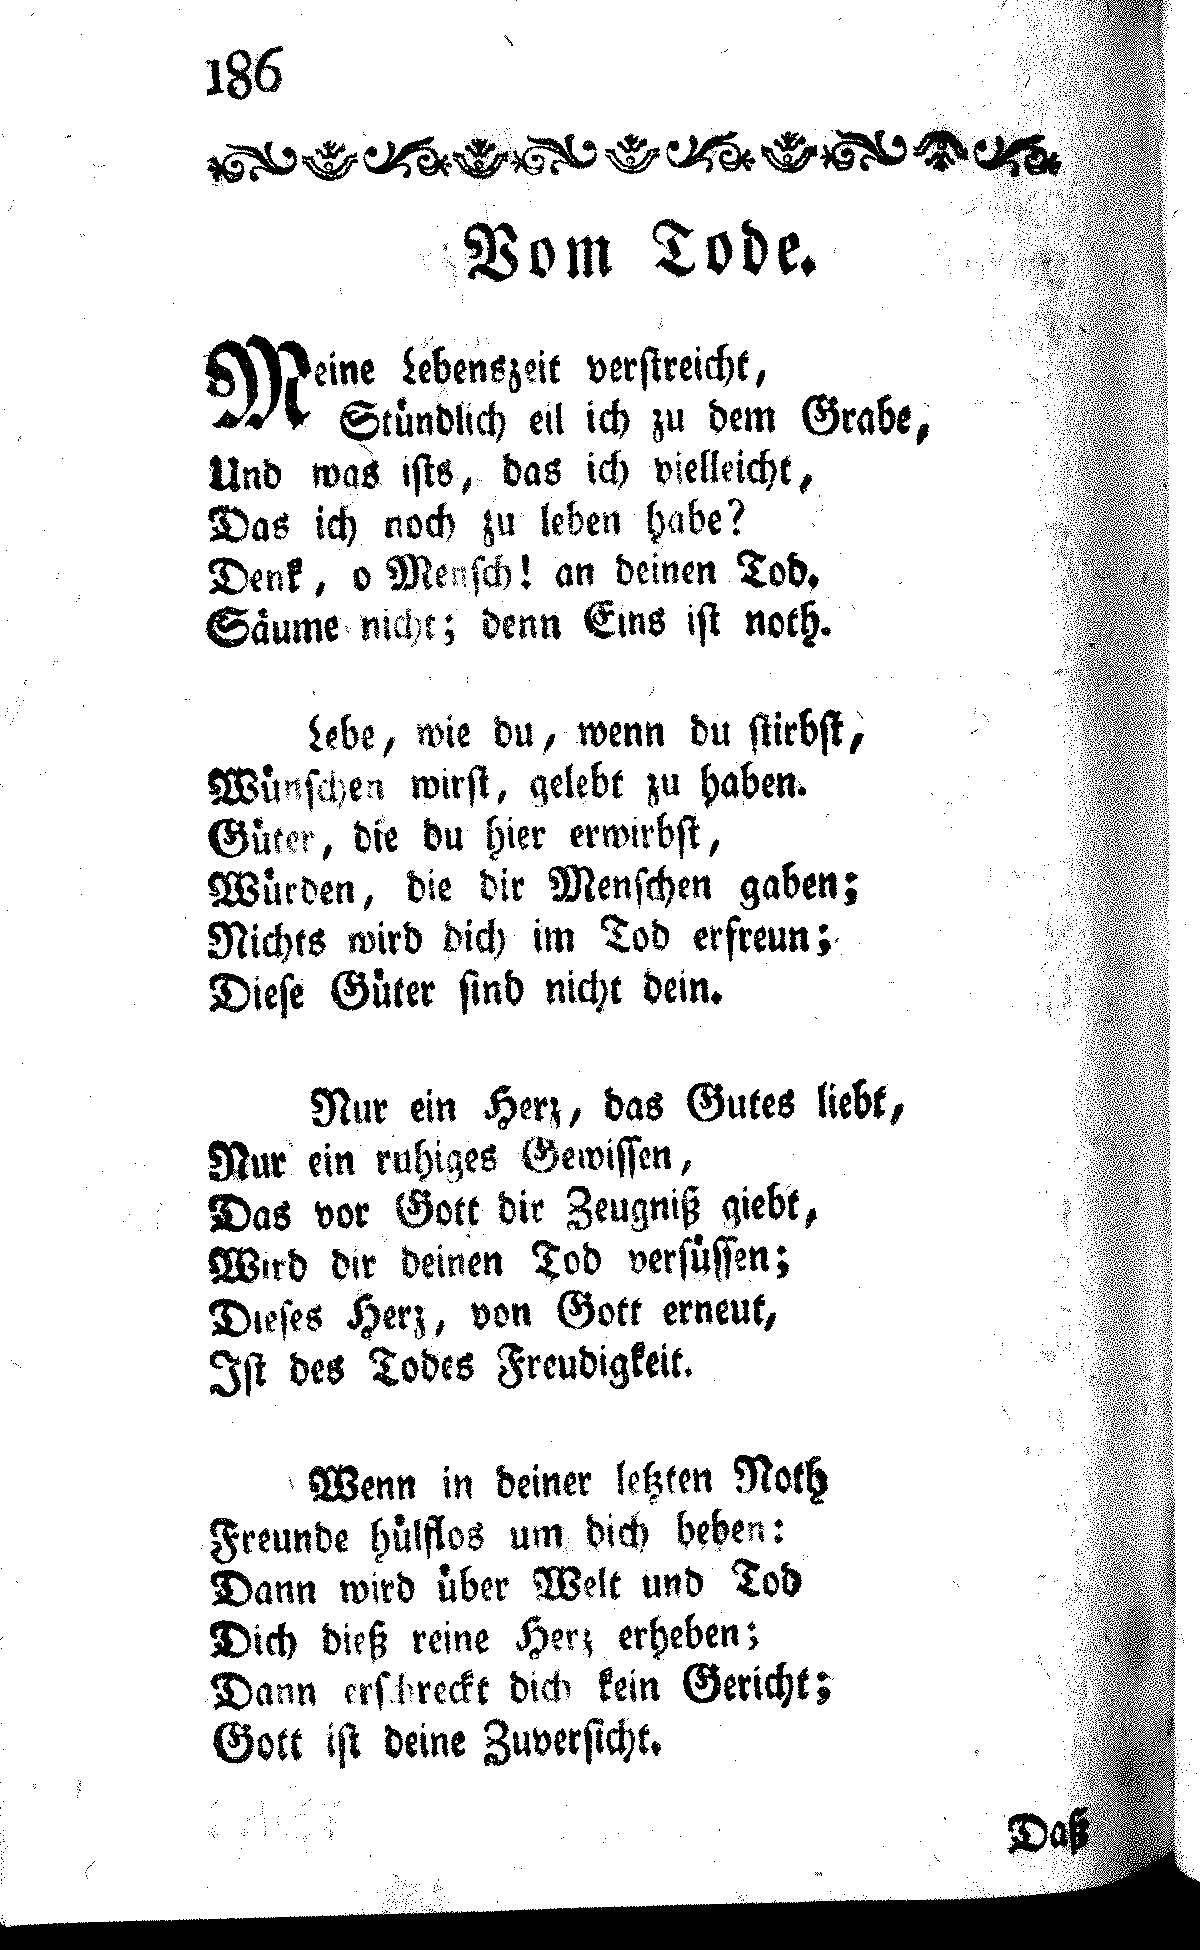 186
Vom Tode.
Meine Lebenszeit verstreicht,
Stündlich eil ich zu dem Grabe,
Und was ists, das ich vielleicht,
Das ich noch zu leben habe?
Denk, o Mensch! an deinen Tod.
Säume nicht; denn Eins ist noth.
Lebe, wie du, wenn du stirbst,
Wünschen wirst, gelebt zu haben.
Güter, die du hier erwirbst,
Würden, die dir Menschen gaben;
Nichts wird dich im Tod erfreun;
Diese Güter sind nicht dein.
Nur ein Herz, das Gutes liebt,
Nur ein ruhiges Gewissen,
Das vor Gott dir Zeugniß giebt,
Wird dir deinen Tod versüssen;
Dieses Herz, von Gott erneut,
Ist des Todes Freudigkeit.
Wenn in deiner letzten Noth
Freunde hülflos um dich beben:
Dann wird über Welt und Tod
Dich dieß reine Herz erheben;
Dann erschreckt dich kein Gericht;
Gott ist deine Zuversicht.
Daß